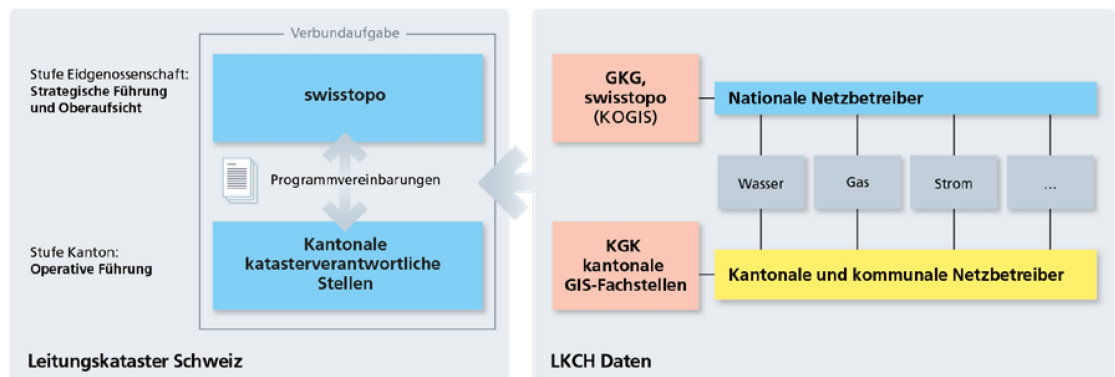 Verbundaufgabe
Stufe Eidgenossenschaft:
Strategische Führung
und Oberaufsicht
swisstopo
Programmvereinbarungen
Stufe Kanton:
Operative Führung
Kantonale
katasterverantwortliche
Stellen
Leitungskataster Schweiz
GKG,
swisstopo
(KOGIS)
Nationale Netzbetreiber
Wasser
Gas
Strom
...
KGK
kantonale
GIS-Fachstellen
Kantonale und kommunale Netzbetreiber
LKCH Daten